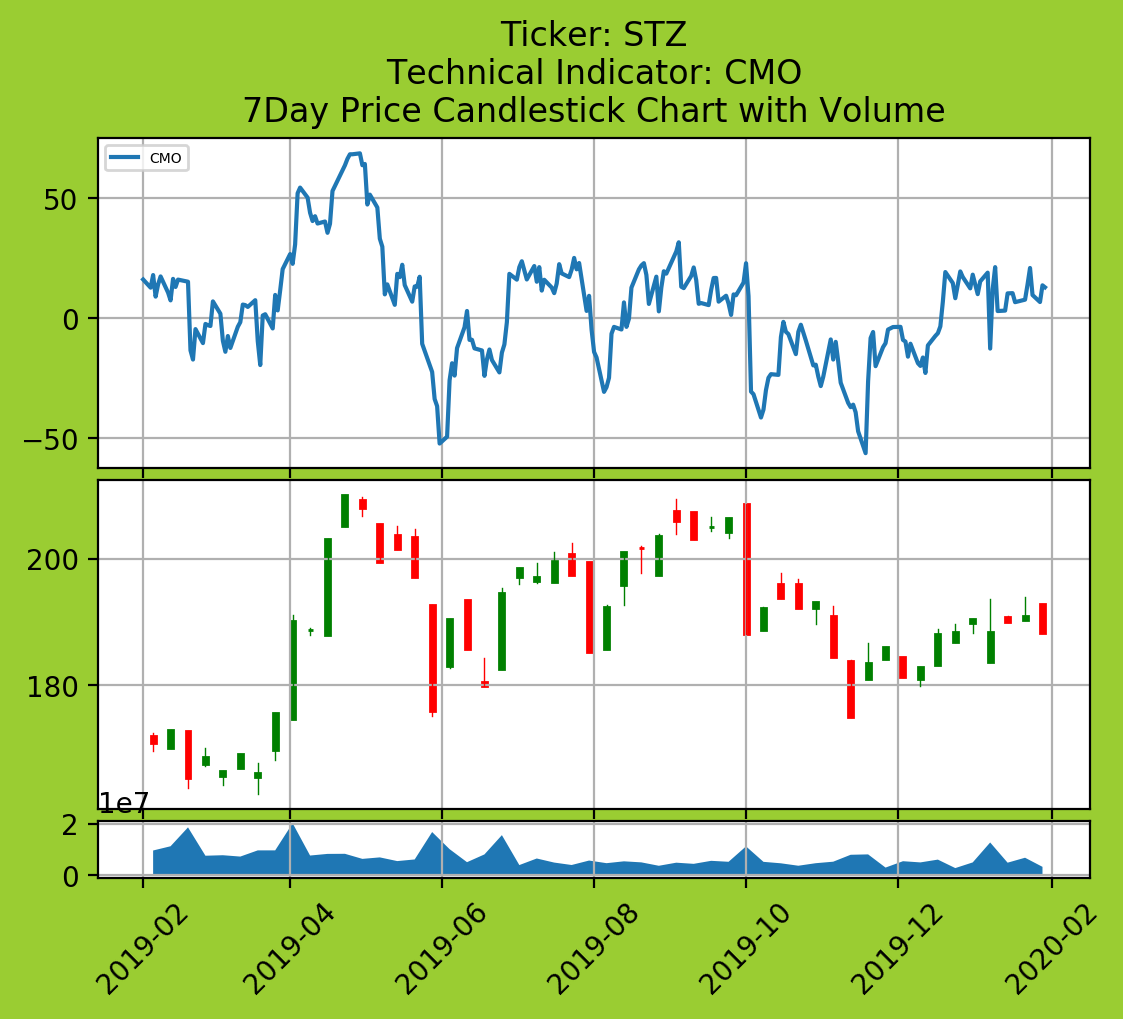 Ticker: STZ
Technical Indicator: CMO
7Day Price Candlestick Chart with Volume
CMO
50
0
−50
200
180
1e7
2
0
2019-02
2019-04
2019-06
2019-08
2019-10
2019-12
2020-02